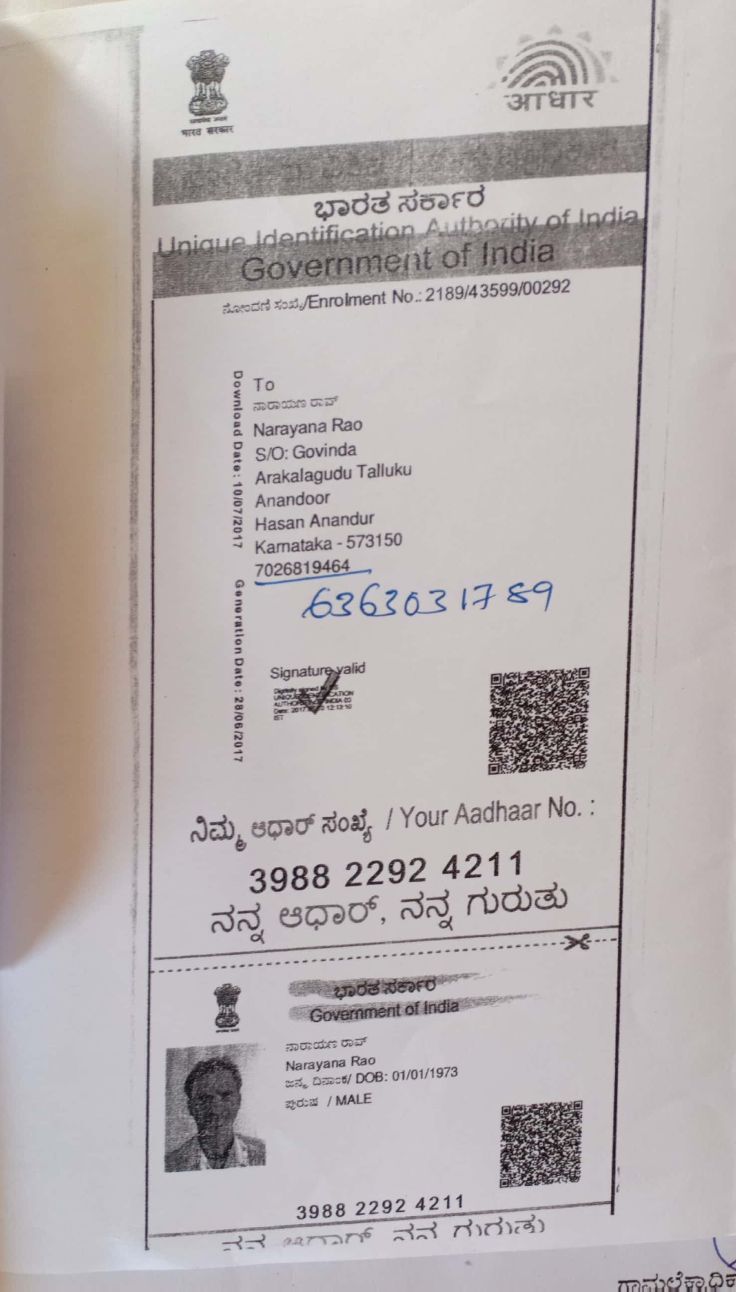 भारत सरकार
आधार
ಭಾರತ ಸರ್ಕಾರ
Unique Identification Authority of India
Government of India
ನೋಂದಣಿ ಸಂಖ್ಯೆ/Enrolment No.: 2189/43599/00292
To
ನಾರಾಯಣ ರಾವ್
Narayana Rao
S/O: Govinda
Arakalagudu Talluku
Anandoor
Hasan Anandur
Karnataka - 573150
7026819464
6363031789
Download Date: 10/07/2017
Generation Date: 28/06/2017
Signature valid
ನಿಮ್ಮ ಆಧಾರ್ ಸಂಖ್ಯೆ / Your Aadhaar No. :
3988 2292 4211
ನನ್ನ ಆಧಾರ್, ನನ್ನ ಗುರುತು
ಭಾರತ ಸರ್ಕಾರ
Government of India
ನಾರಾಯಣ ರಾವ್
Narayana Rao
ಜನ್ಮ ದಿನಾಂಕ/ DOB: 01/01/1973
ಪುರುಷ / MALE
3988 2292 4211